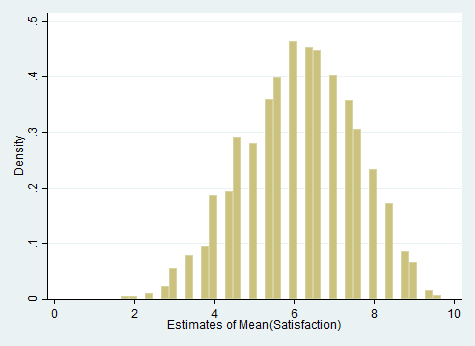 .5
.4
.3
.2
.1
0
Density
0 2 4 6 8 10
Estimates of Mean(Satisfaction)